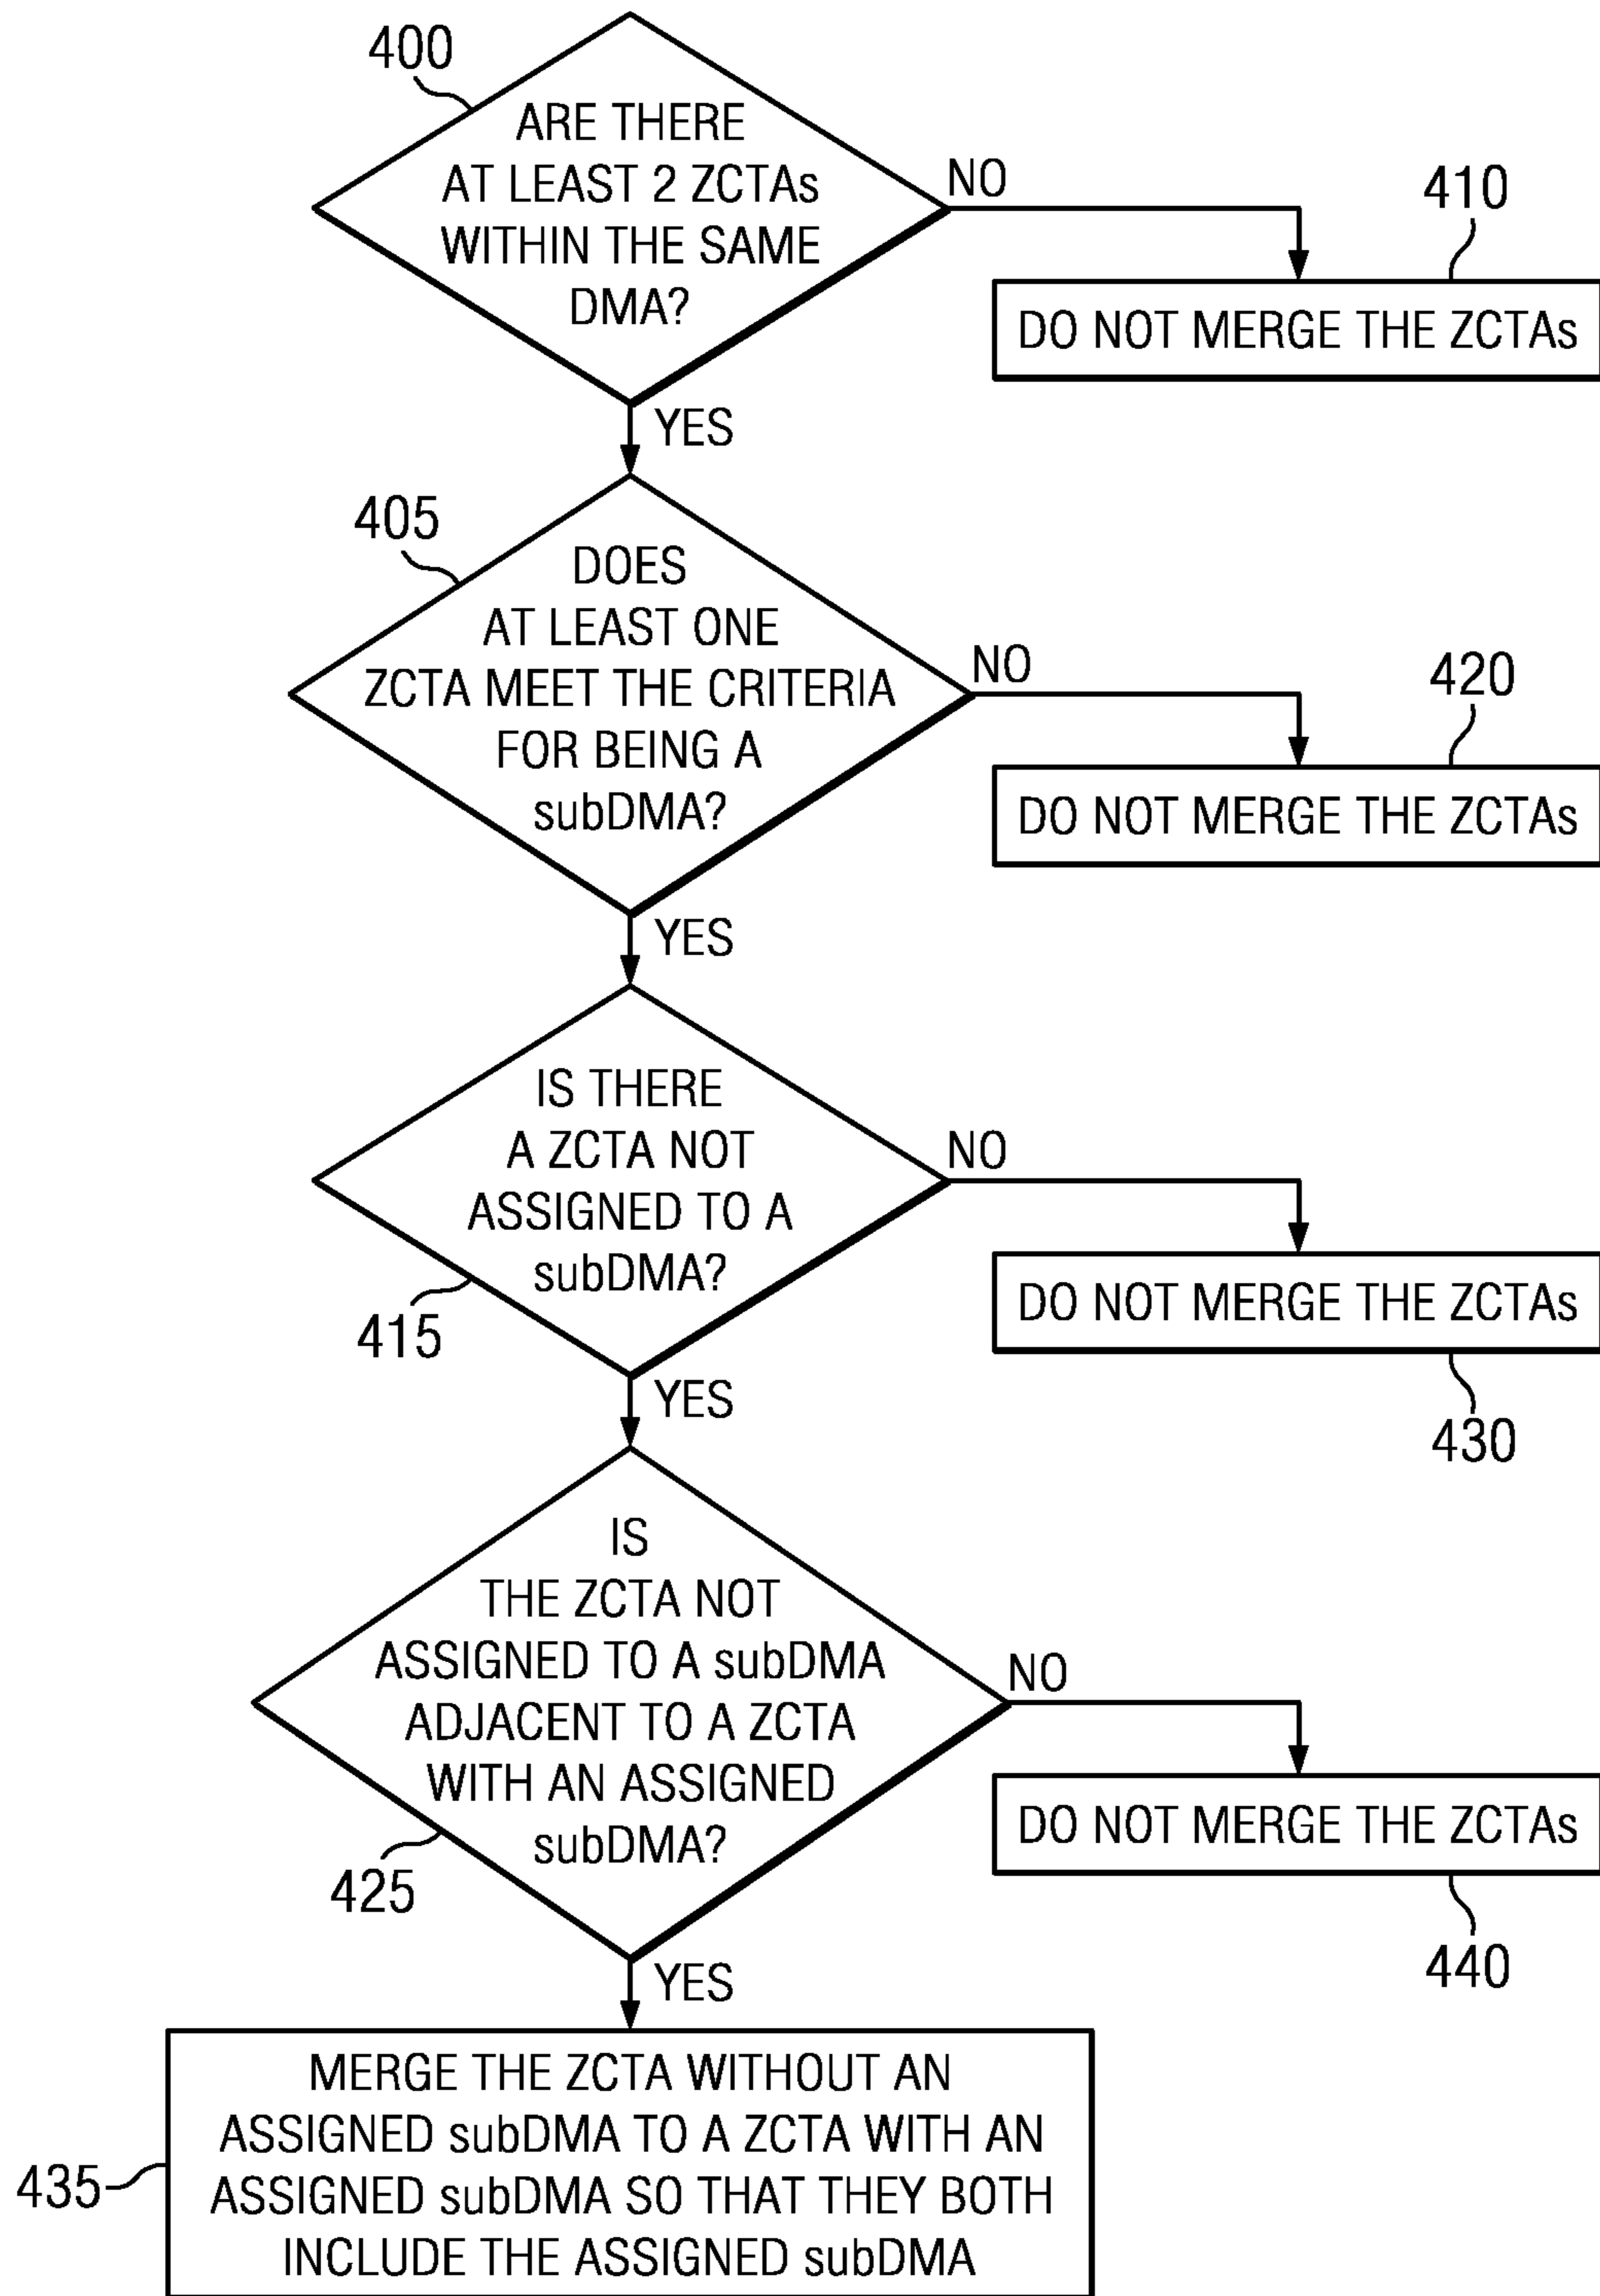 400
ARE THERE
AT LEAST 2 ZCTAs
WITHIN THE SAME
DMA?
NO
410
DO NOT MERGE THE ZCTAs
YES
405
DOES
AT LEAST ONE
ZCTA MEET THE CRITERIA
FOR BEING A
subDMA?
NO
420
DO NOT MERGE THE ZCTAs
YES
IS THERE
A ZCTA NOT
ASSIGNED TO A
subDMA?
415
NO
DO NOT MERGE THE ZCTAs
430
YES
IS
THE ZCTA NOT
ASSIGNED TO A subDMA
ADJACENT TO A ZCTA
WITH AN ASSIGNED
subDMA?
425
NO
DO NOT MERGE THE ZCTAs
440
YES
MERGE THE ZCTA WITHOUT AN
ASSIGNED subDMA TO A ZCTA WITH AN
ASSIGNED subDMA SO THAT THEY BOTH
INCLUDE THE ASSIGNED subDMA
435